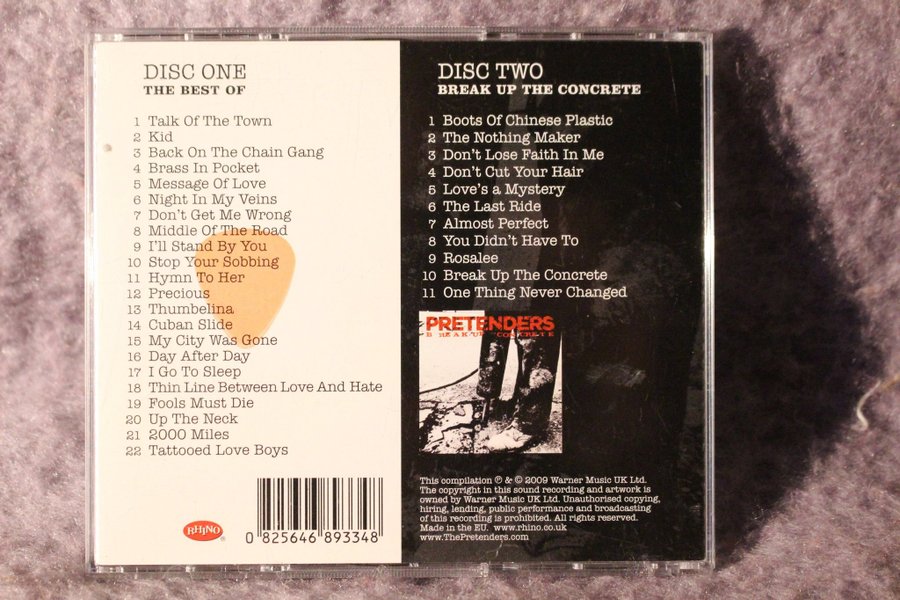 DISC ONE
THE BEST OF
1 Talk Of The Town
2 Kid
3 Back On The Chain Gang
4 Brass In Pocket
5 Message Of Love
6 Night In My Veins
7 Don't Get Me Wrong
8 Middle Of The Road
9 I'll Stand By You
10 Stop Your Sobbing
11 Hymn To Her
12 Precious
13 Thumbelina
14 Cuban Slide
15 My City Was Gone
16 Day After Day
17 I Go To Sleep
18 Thin Line Between Love And Hate
19 Fools Must Die
20 Up The Neck
21 2000 Miles
22 Tattooed Love Boys
RHINO
0 825646 893348
DISC TWO
BREAK UP THE CONCRETE
1 Boots Of Chinese Plastic
2 The Nothing Maker
3 Don't Lose Faith In Me
4 Don't Cut Your Hair
5 Love's a Mystery
6 The Last Ride
7 Almost Perfect
8 You Didn't Have To
9 Rosalee
10 Break Up The Concrete
11 One Thing Never Changed
PRETENDERS
BREAK UP THE CONCRETE
This compilation ℗ & © 2009 Warner Music UK Ltd.
The copyright in this sound recording and artwork is
owned by Warner Music UK Ltd. Unauthorised copying,
hiring, lending, public performance and broadcasting
of this recording is prohibited. All rights reserved.
Made in the EU. www.rhino.co.uk
www.ThePretenders.com